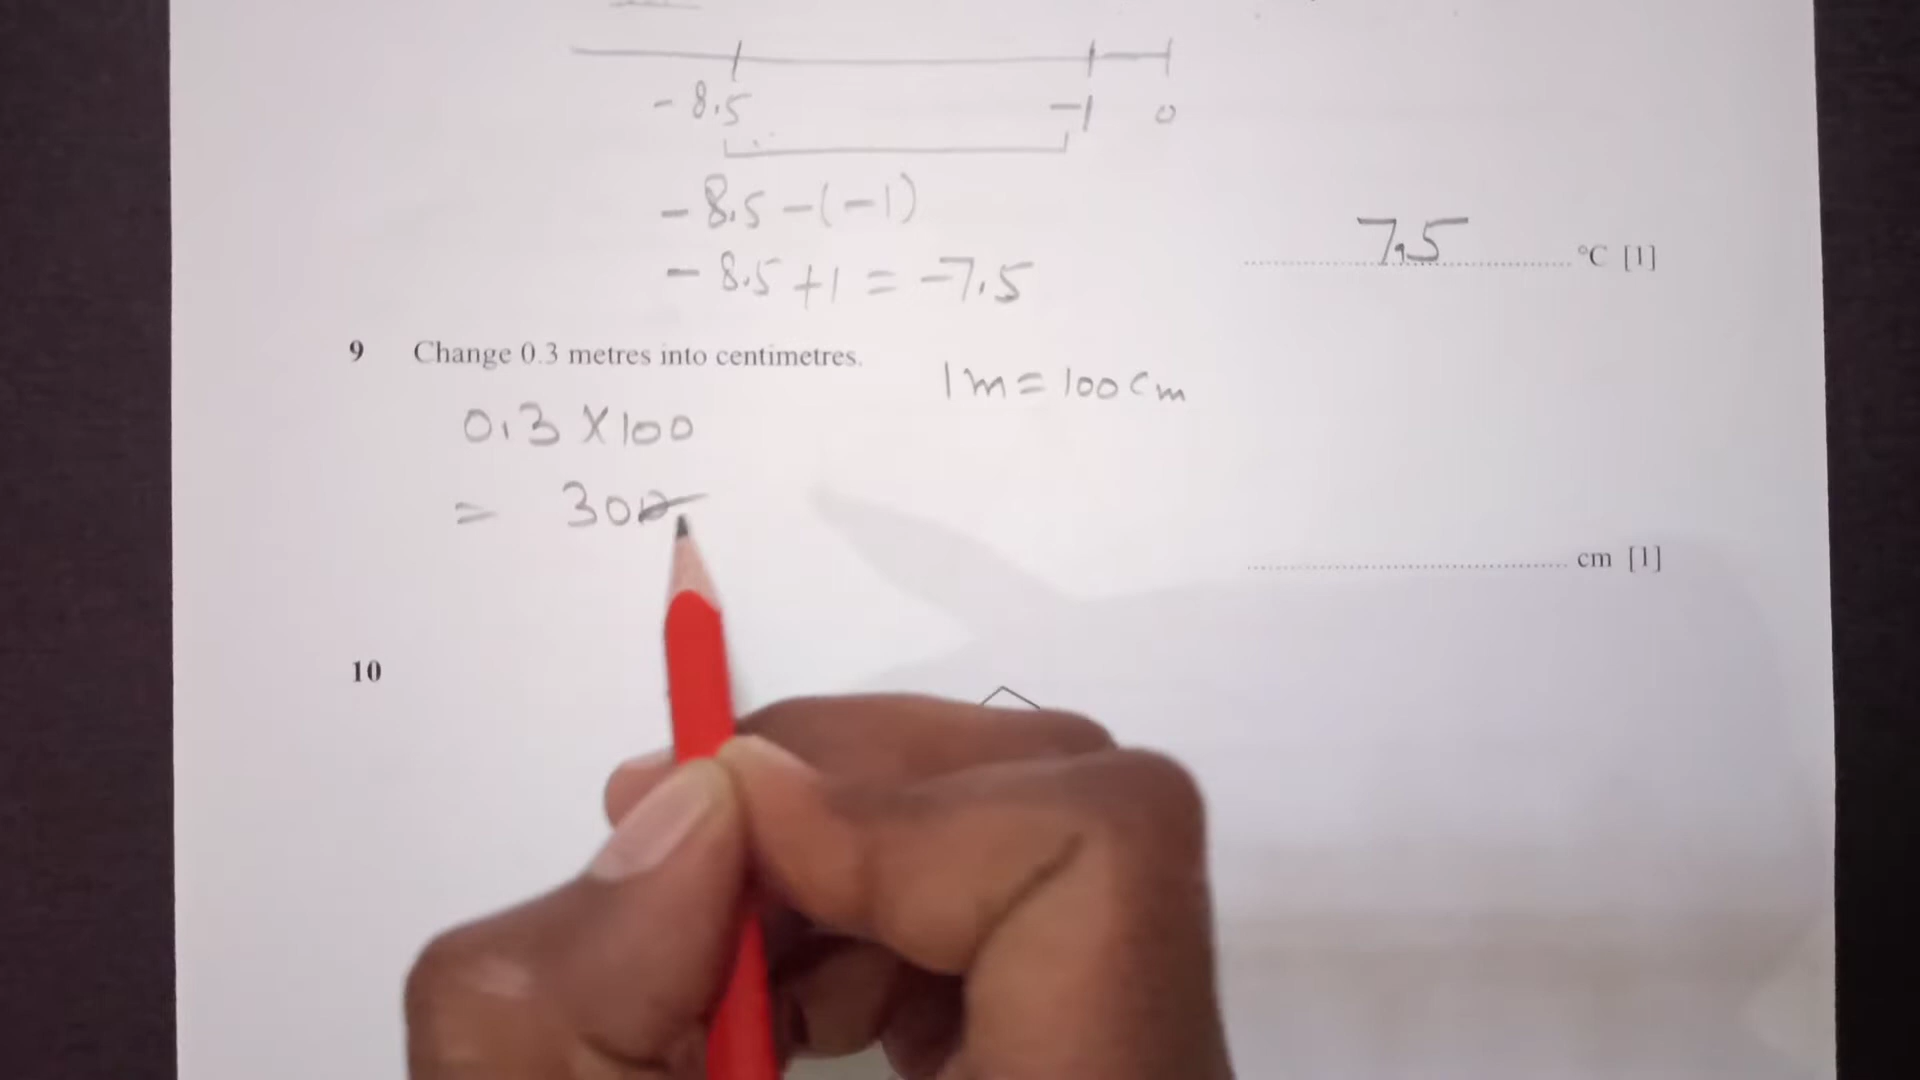 -8.5 -1 0
-8.5-(-1)
-8.5+1=-7.5
7.5 °C [1]
9 Change 0.3 metres into centimetres.
1m=100cm
0.3×100
= 30
cm [1]
10